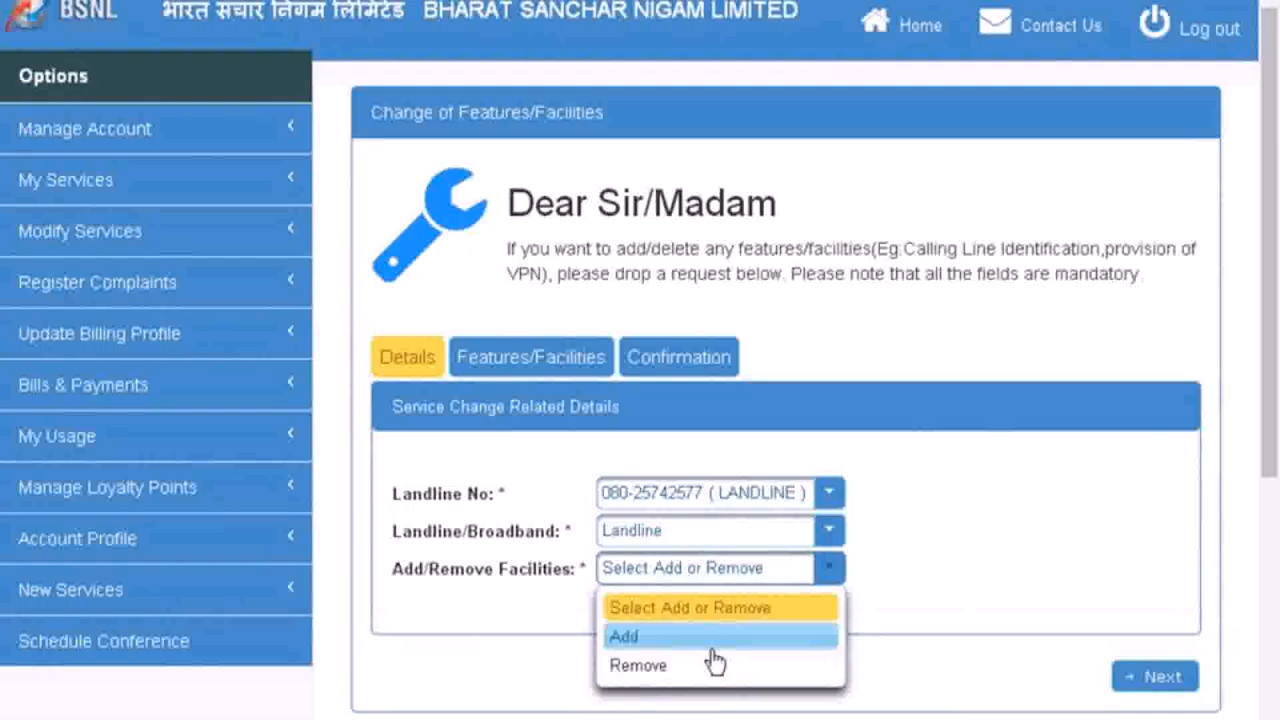 BSNL भारत संचार निगम लिमिटेड BHARAT SANCHAR NIGAM LIMITED Home Contact Us Log out
Options
Manage Account
My Services
Modify Services
Register Complaints
Update Billing Profile
Bills & Payments
My Usage
Manage Loyalty Points
Account Profile
New Services
Schedule Conference
Change of Features/Facilities
Dear Sir/Madam
If you want to add/delete any features/facilities(Eg:Calling Line Identification,provision of
VPN), please drop a request below. Please note that all the fields are mandatory.
Details Features/Facilities Confirmation
Service Change Related Details
Landline No: * 080-25742577 ( LANDLINE )
Landline/Broadband: * Landline
Add/Remove Facilities: * Select Add or Remove
Select Add or Remove
Add
Remove
Next